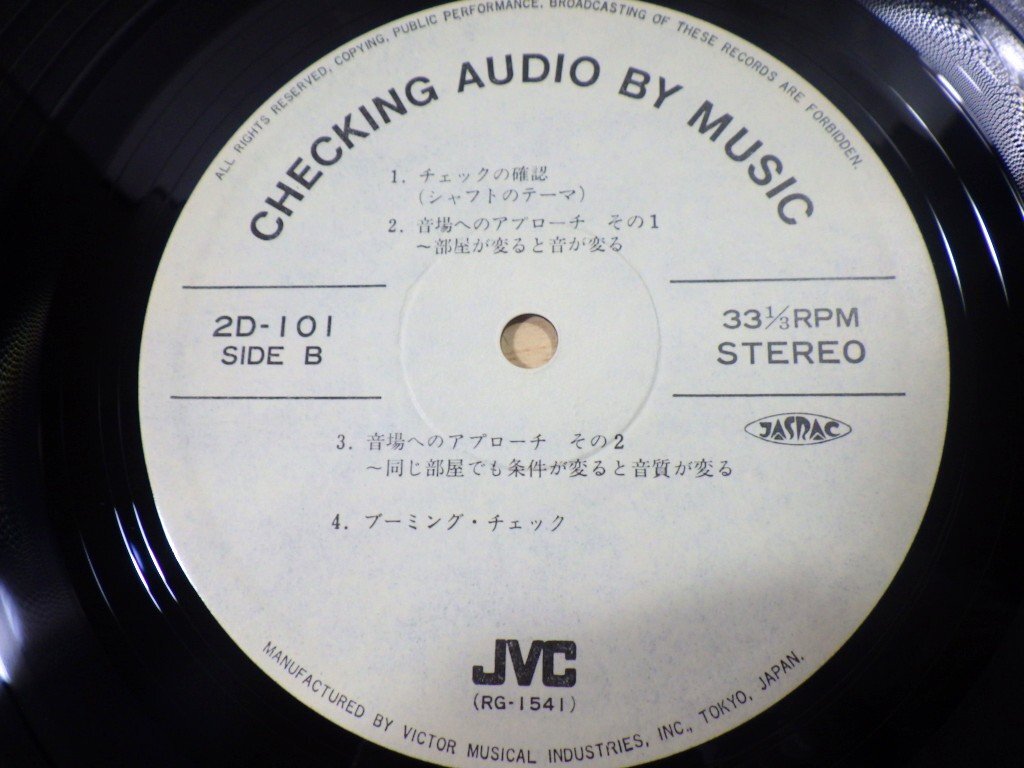 ALL RIGHTS RESERVED, COPYING, PUBLIC PERFORMANCE, BROADCASTING OF THESE RECORDS ARE FORBIDDEN.
CHECKING AUDIO BY MUSIC
1. チェックの確認
(シャフトのテーマ)
2. 音場へのアプローチ その1
〜部屋が変ると音が変る
2D-101
SIDE B
33⅓RPM
STEREO
JASRAC
3. 音場へのアプローチ その2
〜同じ部屋でも条件が変ると音質が変る
4. ブーミング・チェック
JVC
(RG-1541)
MANUFACTURED BY VICTOR MUSICAL INDUSTRIES, INC., TOKYO, JAPAN.